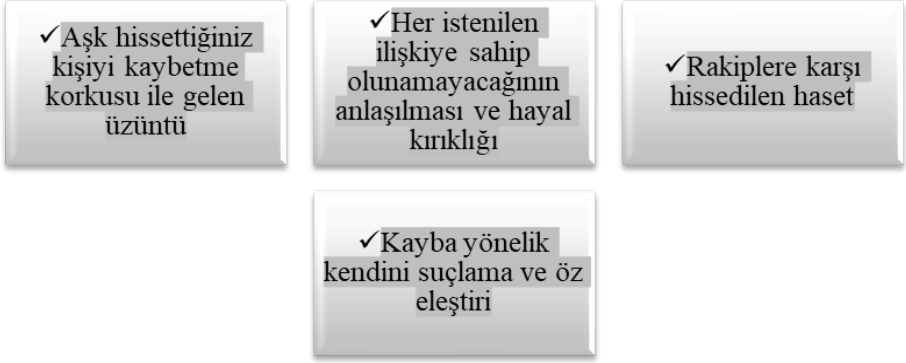 ✓Aşk hissettiğiniz
kişiyi kaybetme
korkusu ile gelen
üzüntü
✓Her istenilen
ilişkiye sahip
olunamayacağının
anlaşılması ve hayal
kırıklığı
✓Rakiplere karşı
hissedilen haset
✓Kayba yönelik
kendini suçlama ve öz
eleştiri